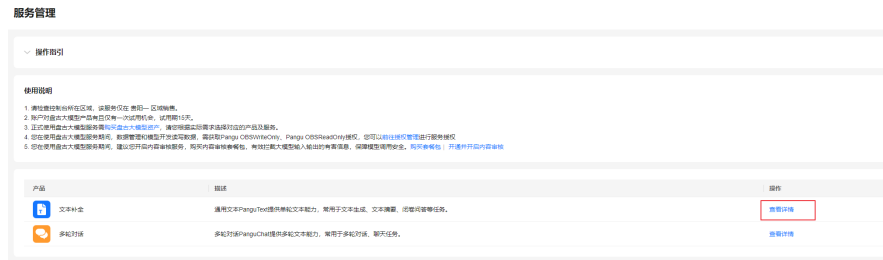 服务管理
操作指引
使用说明
1. 请检查控制台所在区域，该服务仅在 贵阳一 区域销售。
2. 账户对盘古大模型产品有且仅有一次试用机会，试用期15天。
3. 正式使用盘古大模型服务需购买盘古大模型资产，请您根据实际需求选择对应的产品及服务。
4. 您在使用盘古大模型服务期间，数据管理和模型开发读写数据，需获取Pangu OBSWriteOnly、Pangu OBSReadOnly授权，您可以前往授权管理进行服务授权
5. 您在使用盘古大模型服务期间，建议您开启内容审核服务，购买内容审核套餐包，有效拦截大模型输入输出的有害信息，保障模型调用安全。购买套餐包 | 开通并开启内容审核
产品 描述 操作
文本补全 通用文本PanguText提供单轮文本能力，常用于文本生成、文本摘要、闭卷问答等任务。 查看详情
多轮对话 多轮对话PanguChat提供多轮文本能力，常用于多轮对话、聊天任务。 查看详情